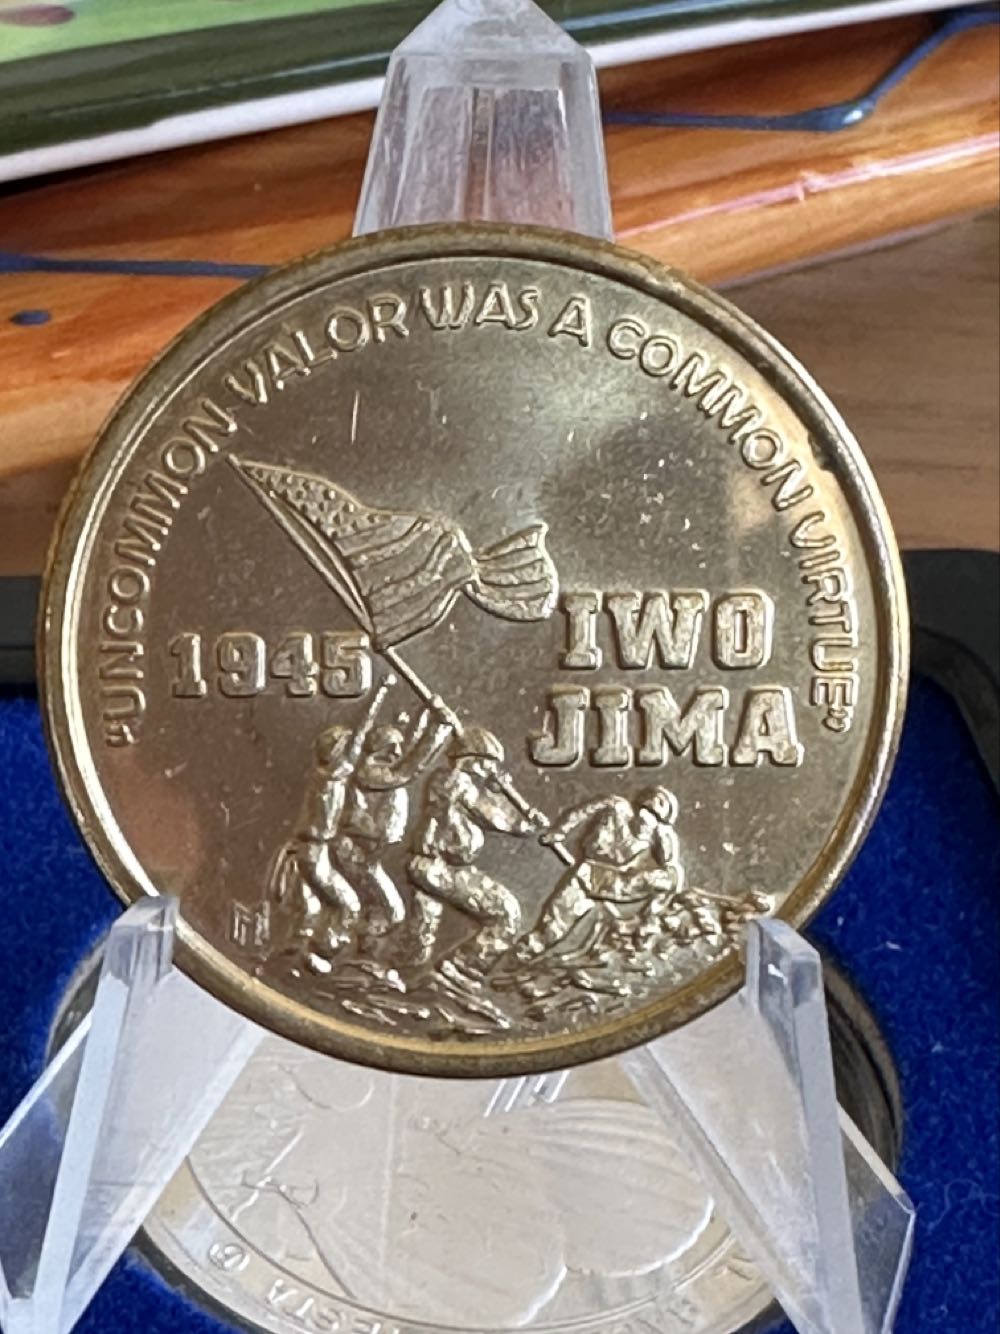 "UNCOMMON VALOR WAS A COMMON VIRTUE"
1945
IWO
JIMA